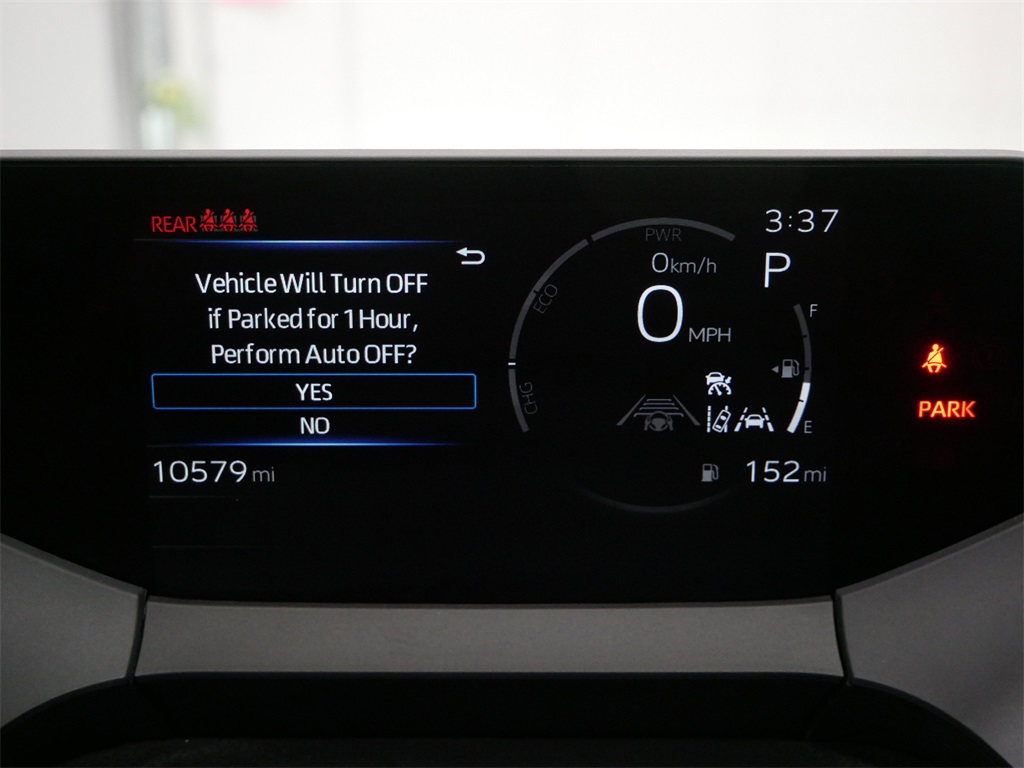 REAR
Vehicle Will Turn OFF
if Parked for 1 Hour,
Perform Auto OFF?
YES
NO
10579 mi
PWR
ECO
CHG
0 km/h
0 MPH
3:37
P
F
E
152 mi
PARK